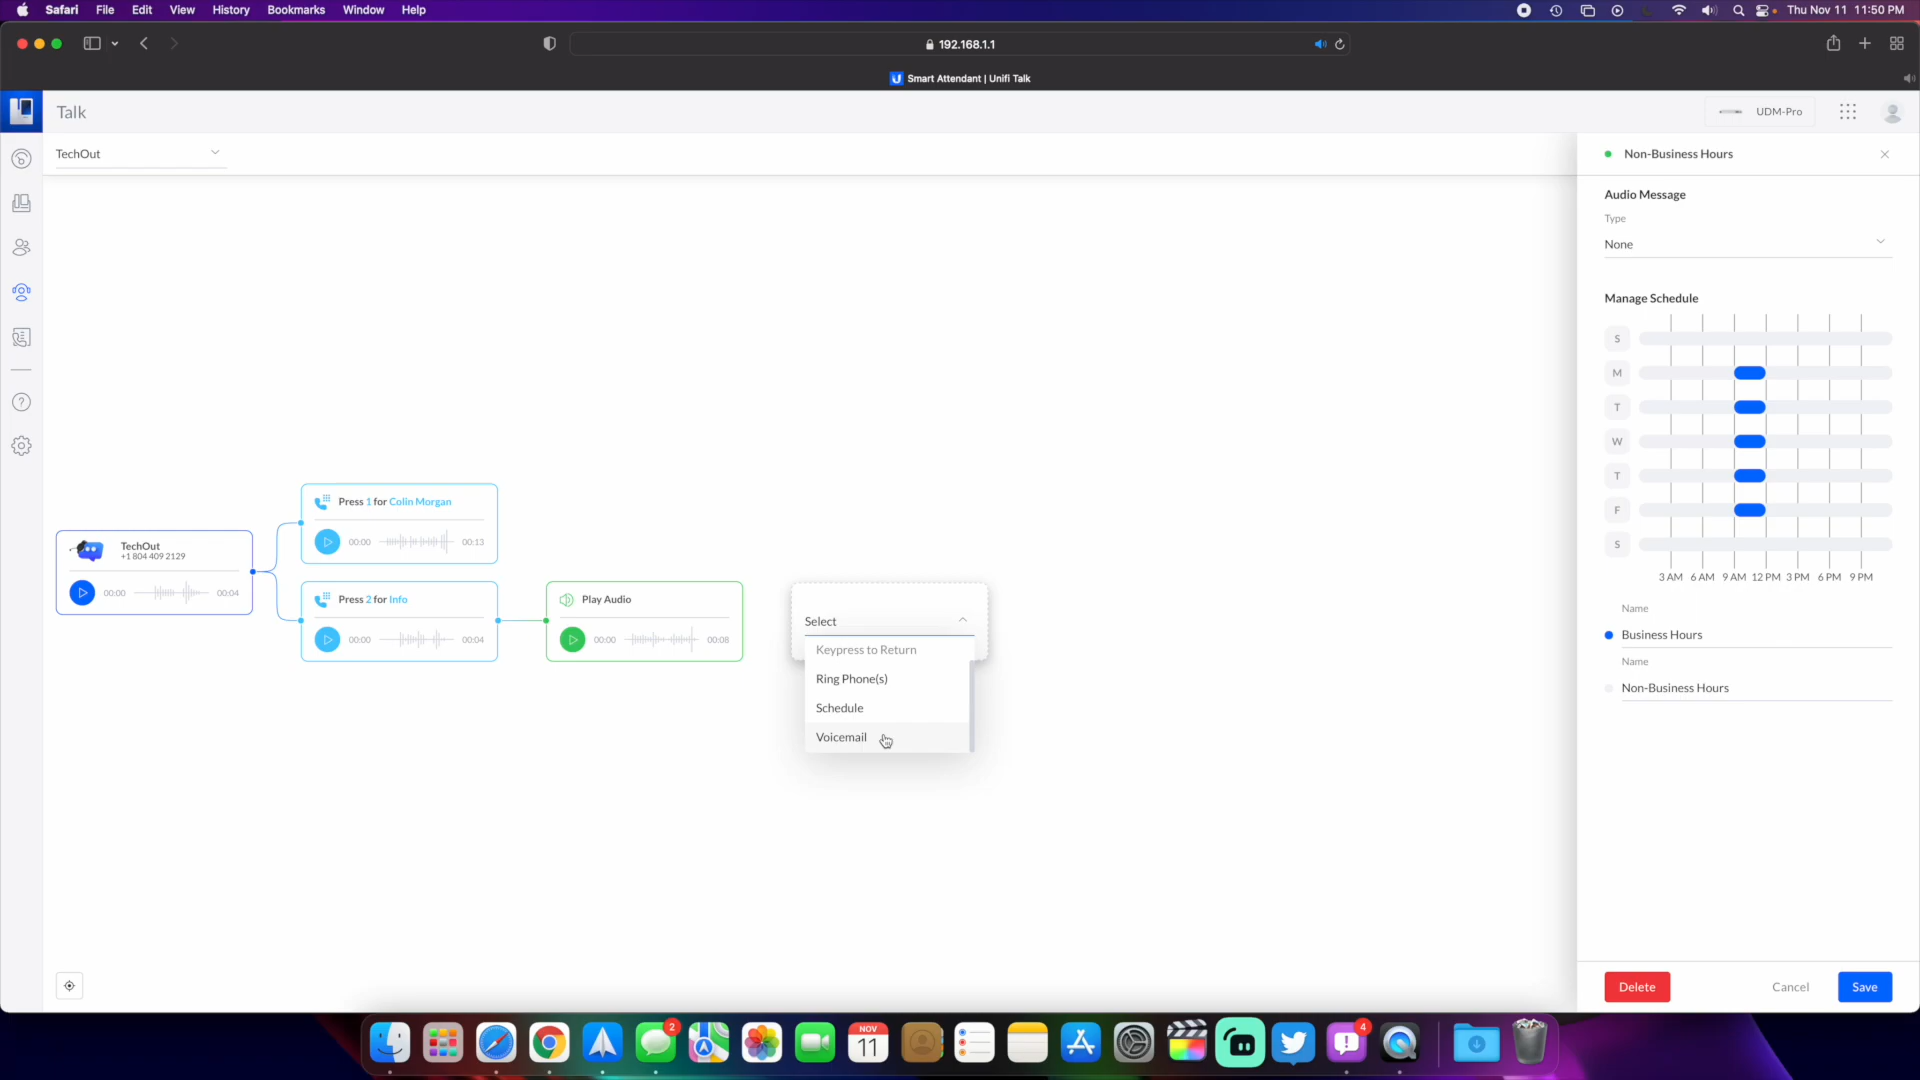 Safari File Edit View History Bookmarks Window Help
Thu Nov 11 11:50 PM
192.168.1.1
Smart Attendant | Unifi Talk
Talk
UDM-Pro
TechOut
Non-Business Hours
Audio Message
Type
None
Manage Schedule
S
M
T
W
T
F
S
3 AM 6 AM 9 AM 12 PM 3 PM 6 PM 9 PM
Name
Business Hours
Name
Non-Business Hours
Press 1 for Colin Morgan
00:00 00:13
TechOut
+1 804 409 2129
00:00 00:04
Press 2 for Info
00:00 00:04
Play Audio
00:00 00:08
Select
Keypress to Return
Ring Phone(s)
Schedule
Voicemail
Delete Cancel Save
2
NOV
11
4